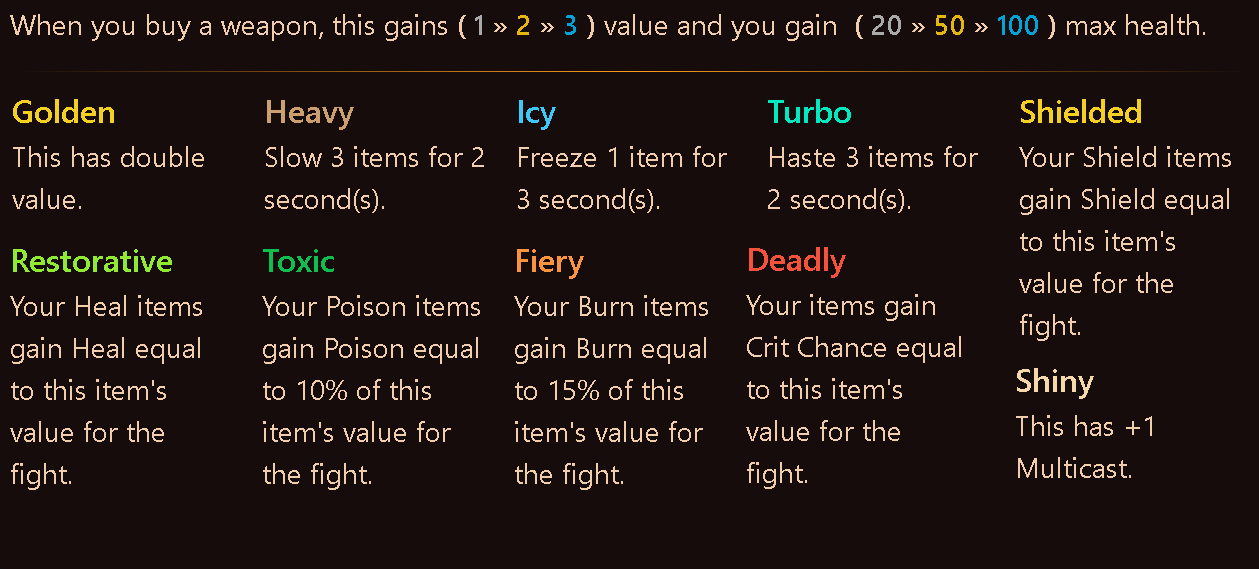 When you buy a weapon, this gains ( 1 » 2 » 3 ) value and you gain ( 20 » 50 » 100 ) max health.
Golden
This has double
value.
Heavy
Slow 3 items for 2
second(s).
Icy
Freeze 1 item for
3 second(s).
Turbo
Haste 3 items for
2 second(s).
Shielded
Your Shield items
gain Shield equal
to this item's
value for the
fight.
Restorative
Your Heal items
gain Heal equal
to this item's
value for the
fight.
Toxic
Your Poison items
gain Poison equal
to 10% of this
item's value for
the fight.
Fiery
Your Burn items
gain Burn equal
to 15% of this
item's value for
the fight.
Deadly
Your items gain
Crit Chance equal
to this item's
value for the
fight.
Shiny
This has +1
Multicast.